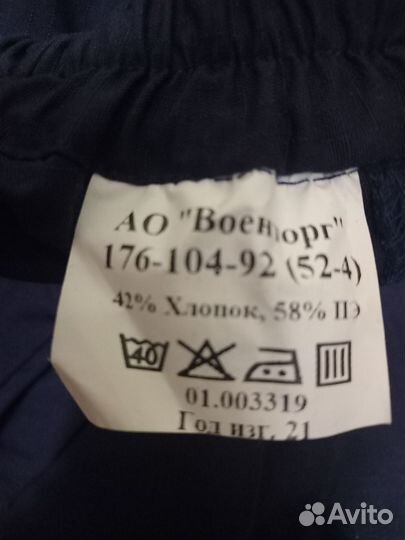 АО "Военторг"
176-104-92 (52-4)
42% Хлопок, 58% ПЭ
40
01.003319
Год изг. 21
Avito